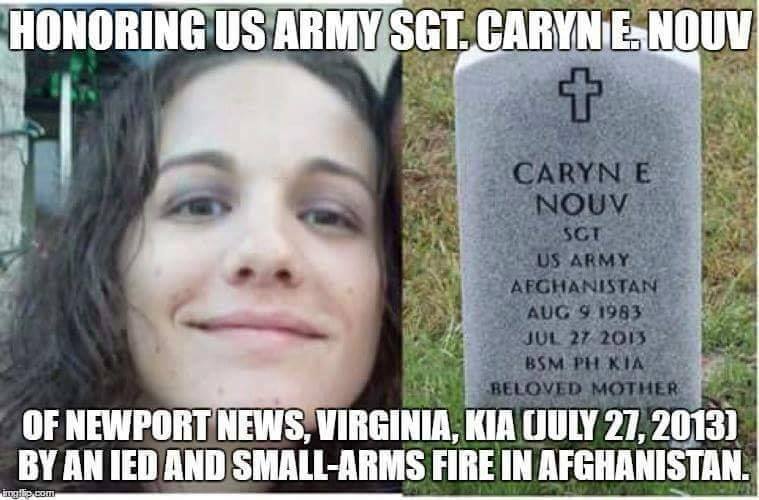 HONORING US ARMY SGT. CARYN E. NOUV
CARYN E
NOUV
SGT
US ARMY
AFGHANISTAN
AUG 9 1983
JUL 27 2013
BSM PH KIA
BELOVED MOTHER
OF NEWPORT NEWS, VIRGINIA, KIA (JULY 27, 2013)
BY AN IED AND SMALL-ARMS FIRE IN AFGHANISTAN.
imgflip.com